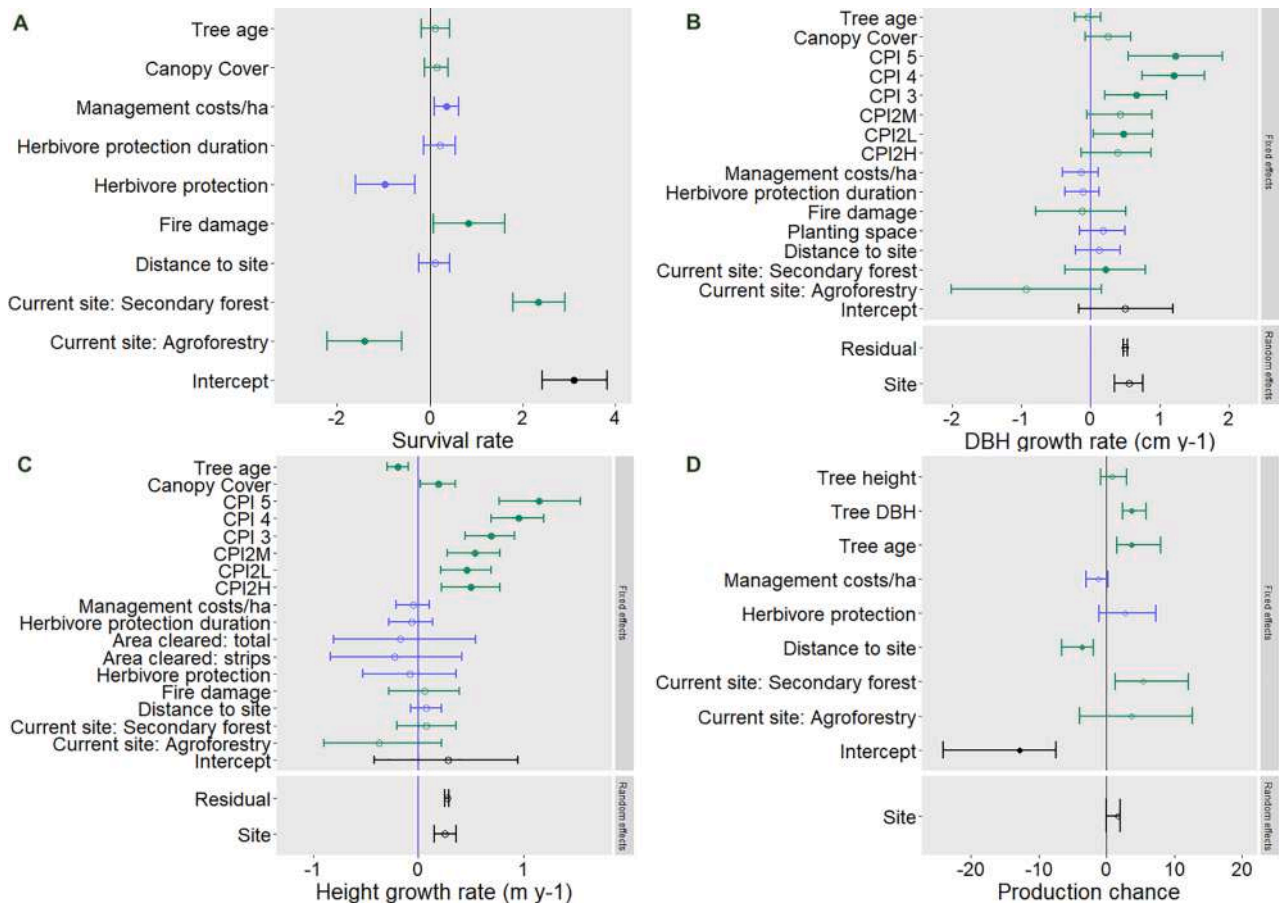 A
Tree age
Canopy Cover
Management costs/ha
Herbivore protection duration
Herbivore protection
Fire damage
Distance to site
Current site: Secondary forest
Current site: Agroforestry
Intercept
-2 0 2 4
Survival rate
B
Tree age
Canopy Cover
CPI 5
CPI 4
CPI 3
CPI2M
CPI2L
CPI2H
Management costs/ha
Herbivore protection duration
Fire damage
Planting space
Distance to site
Current site: Secondary forest
Current site: Agroforestry
Intercept
Fixed effects
Residual
Site
Random effects
-2 -1 0 1 2
DBH growth rate (cm y-1)
C
Tree age
Canopy Cover
CPI 5
CPI 4
CPI 3
CPI2M
CPI2L
CPI2H
Management costs/ha
Herbivore protection duration
Area cleared: total
Area cleared: strips
Herbivore protection
Fire damage
Distance to site
Current site: Secondary forest
Current site: Agroforestry
Intercept
Fixed effects
Residual
Site
Random effects
-1 0 1
Height growth rate (m y-1)
D
Tree height
Tree DBH
Tree age
Management costs/ha
Herbivore protection
Distance to site
Current site: Secondary forest
Current site: Agroforestry
Intercept
Fixed effects
Site
Random effects
-20 -10 0 10 20
Production chance